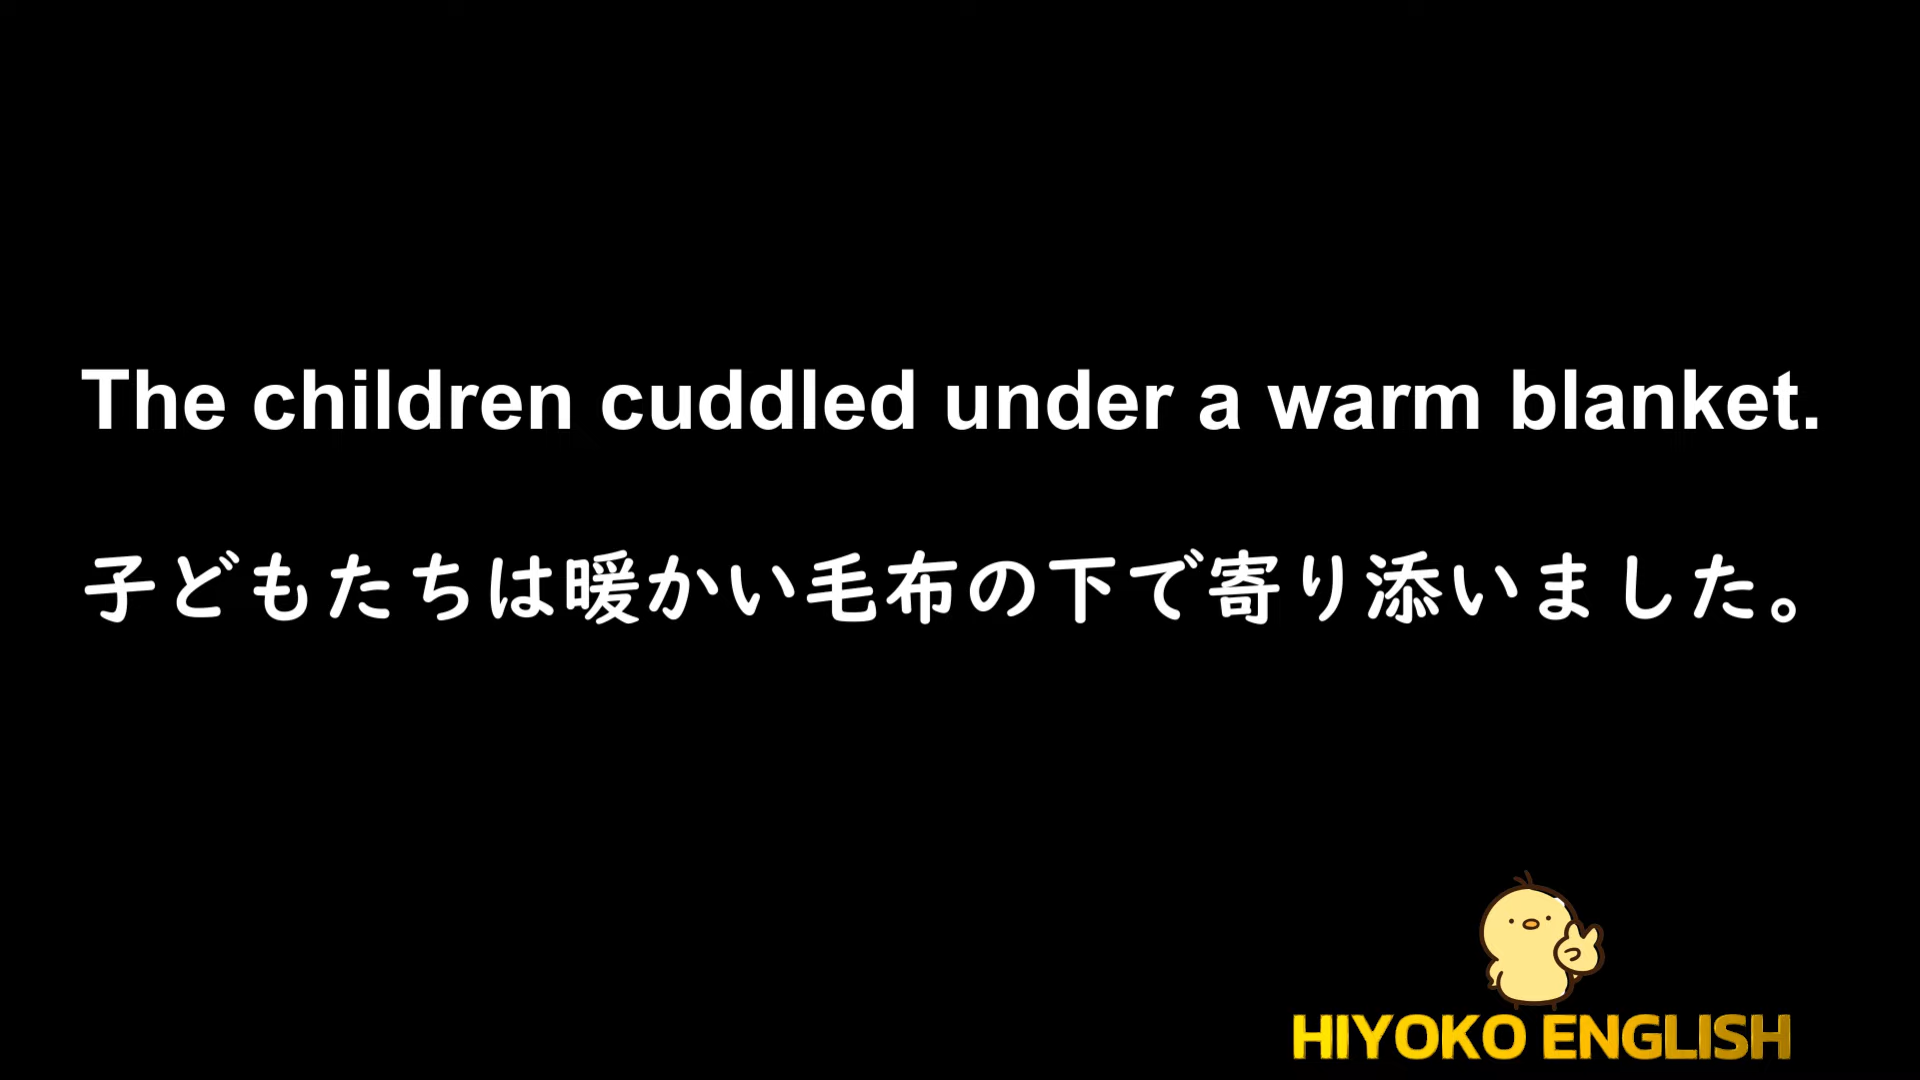 The children cuddled under a warm blanket.
子どもたちは暖かい毛布の下で寄り添いました。
HIYOKO ENGLISH